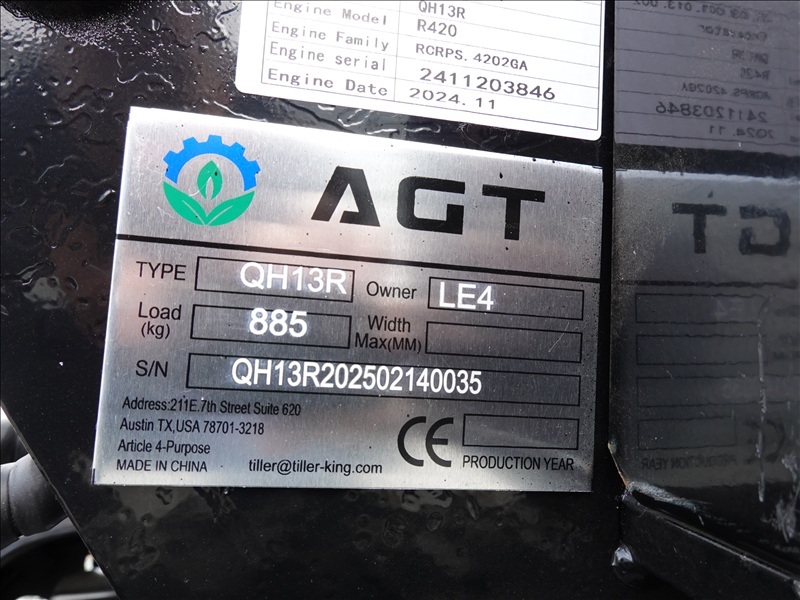 Engine Model QH13R
R420
Engine Family RCRPS.4202GA
Engine serial 2411203846
Engine Date 2024.11
AGT
TYPE QH13R Owner LE4
Load (kg) 885 Width Max(MM)
S/N QH13R202502140035
Address:211E.7th Street Suite 620
Austin TX,USA 78701-3218
Article 4-Purpose
MADE IN CHINA tiller@tiller-king.com
CE PRODUCTION YEAR